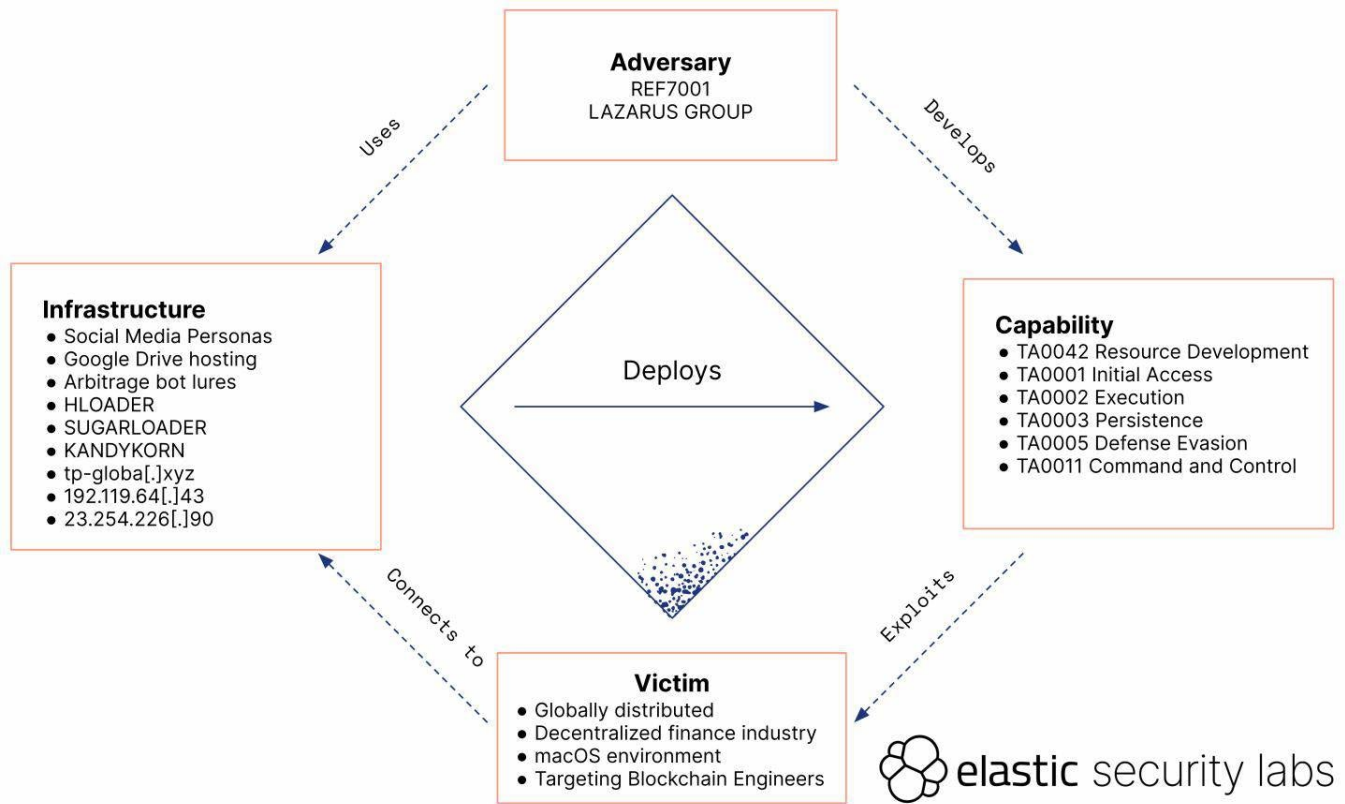 Adversary
REF7001
LAZARUS GROUP
Uses
Develops
Infrastructure
● Social Media Personas
● Google Drive hosting
● Arbitrage bot lures
● HLOADER
● SUGARLOADER
● KANDYKORN
● tp-globa[.]xyz
● 192.119.64[.]43
● 23.254.226[.]90
Deploys
Capability
● TA0042 Resource Development
● TA0001 Initial Access
● TA0002 Execution
● TA0003 Persistence
● TA0005 Defense Evasion
● TA0011 Command and Control
Connects to
Exploits
Victim
● Globally distributed
● Decentralized finance industry
● macOS environment
● Targeting Blockchain Engineers
elastic security labs